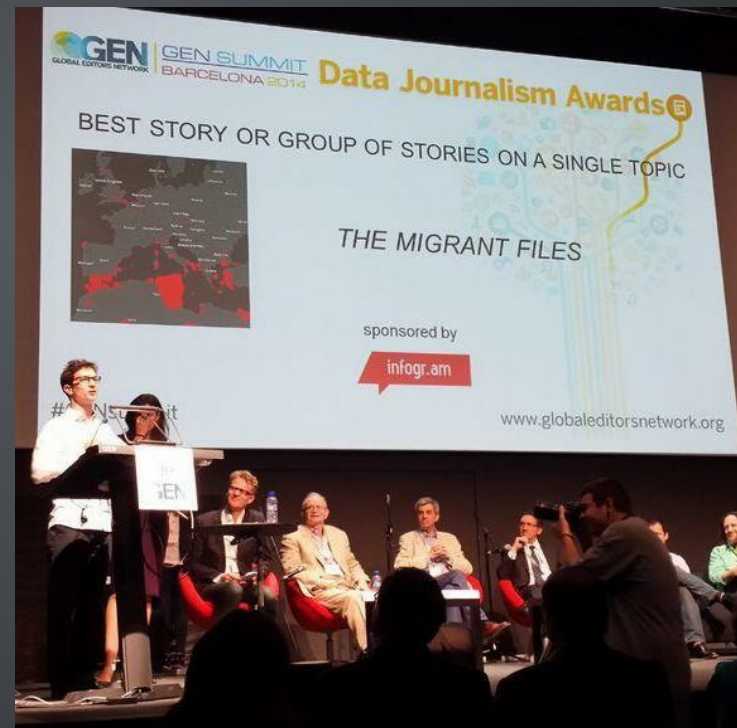 GEN
GLOBAL EDITORS NETWORK
GEN SUMMIT
BARCELONA 2014
Data Journalism Awards
BEST STORY OR GROUP OF STORIES ON A SINGLE TOPIC
THE MIGRANT FILES
sponsored by
infogr.am
www.globaleditorsnetwork.org
GEN